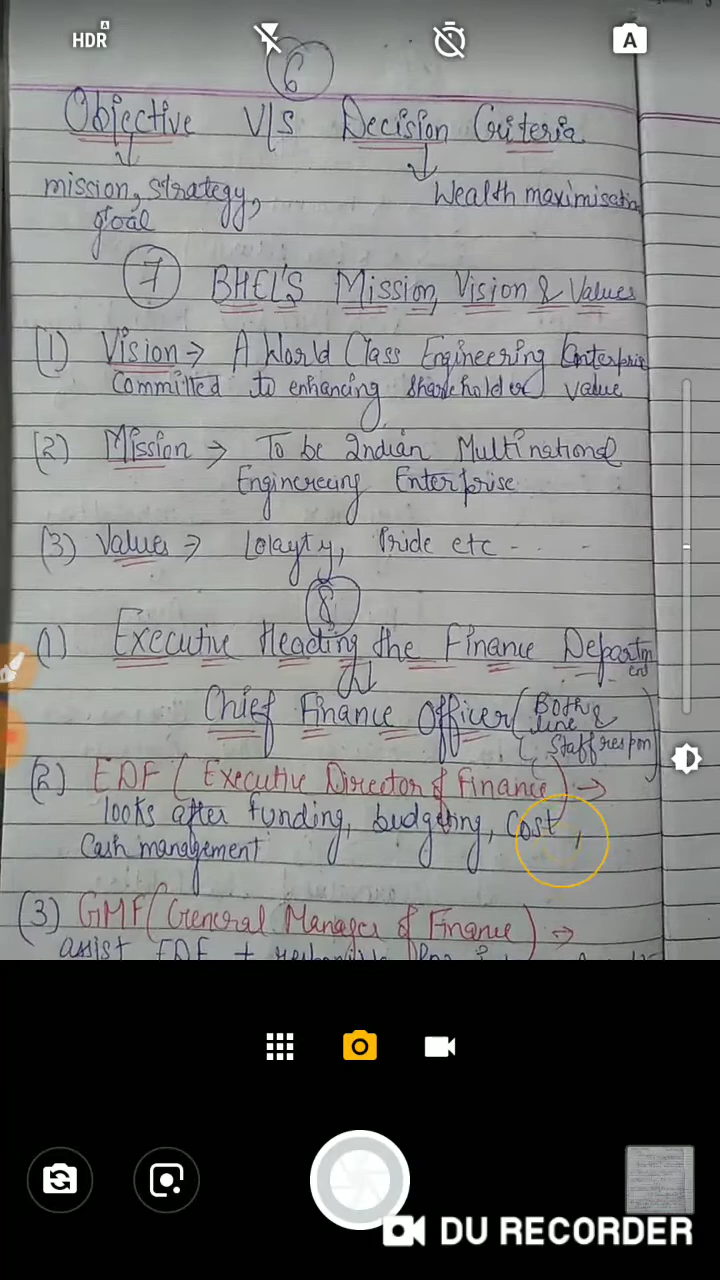 HDR A
A
6
Objective V/S Decision Criteria
mission, strategy, Wealth maximisation
goal
7 BHEL'S Mission, Vision & Values
(1) Vision → A World Class Engineering Enterprise
Committed to enhancing shareholder value
(2) Mission → To be Indian Multinational
Engineering Enterprise
(3) Values → Lolayty, Pride etc - - - -
8
(1) Executive Heading the Finance Department
Chief Finance Officer (Both line &
Staff respon)
(2) EDF (Executive Director of Finance) →
looks after funding, budgeting, Cost,
Cash management
(3) GMF (General Manager of Finance) →
assist EDF +
DU RECORDER